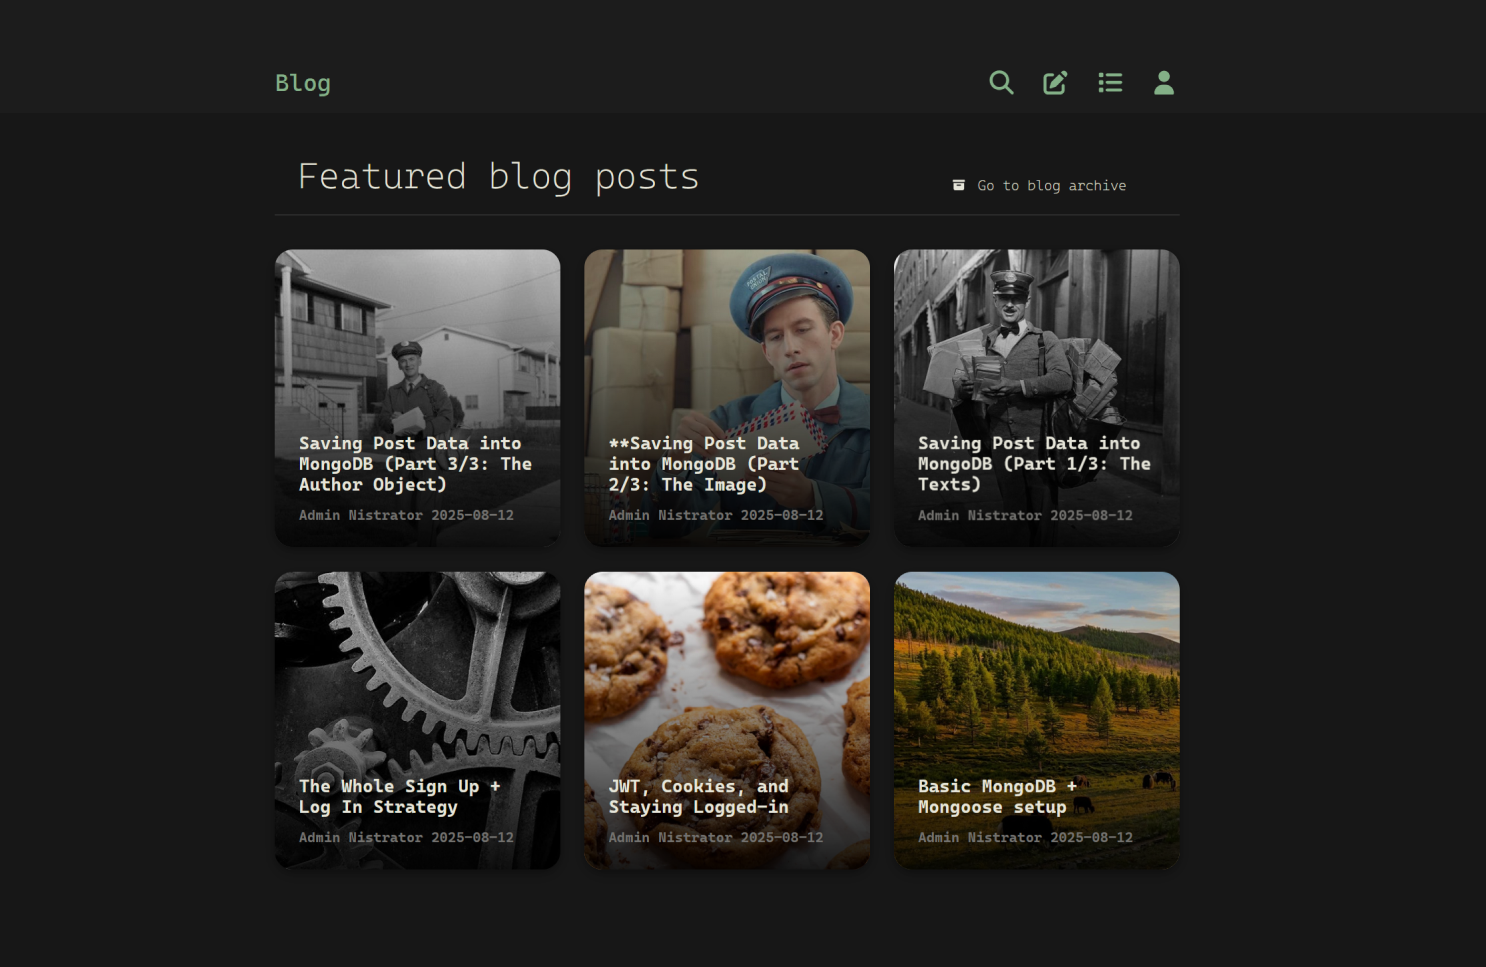 Blog
Featured blog posts
Go to blog archive
Saving Post Data into
MongoDB (Part 3/3: The
Author Object)
Admin Nistrator 2025-08-12
**Saving Post Data
into MongoDB (Part
2/3: The Image)
Admin Nistrator 2025-08-12
Saving Post Data into
MongoDB (Part 1/3: The
Texts)
Admin Nistrator 2025-08-12
The Whole Sign Up +
Log In Strategy
Admin Nistrator 2025-08-12
JWT, Cookies, and
Staying Logged-in
Admin Nistrator 2025-08-12
Basic MongoDB +
Mongoose setup
Admin Nistrator 2025-08-12